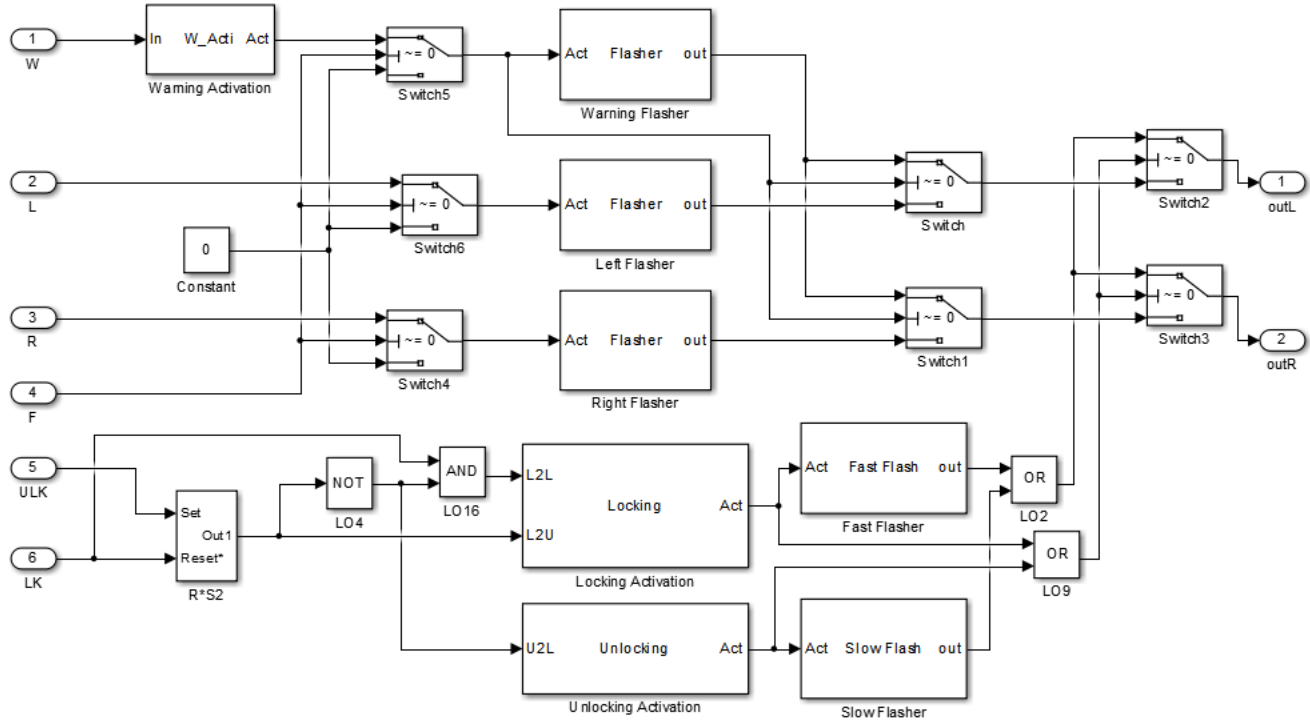 1
W
In W_Acti Act
Warning Activation
~= 0
Switch5
Act Flasher out
Warning Flasher
2
L
~= 0
Switch6
Act Flasher out
Left Flasher
~= 0
Switch
~= 0
Switch2
1
outL
0
Constant
3
R
~= 0
Switch4
Act Flasher out
Right Flasher
~= 0
Switch1
~= 0
Switch3
2
outR
4
F
5
ULK
6
LK
Set
Out1
Reset*
R*S2
NOT
LO4
AND
LO16
L2L
Locking
Act
L2U
Locking Activation
Act Fast Flash out
Fast Flasher
OR
LO2
OR
LO9
U2L Unlocking Act
Unlocking Activation
Act Slow Flash out
Slow Flasher